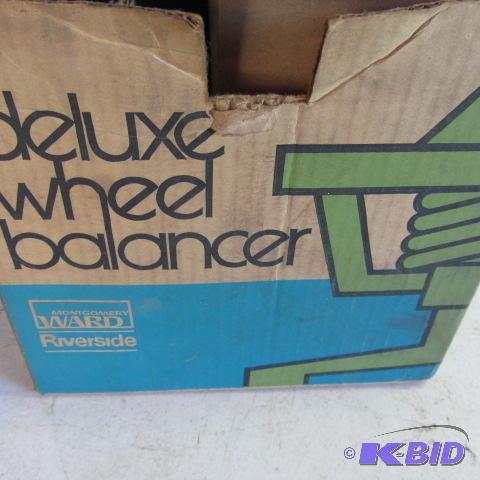 deluxe
wheel
balancer
MONTGOMERY
WARD
Riverside
© K-BID